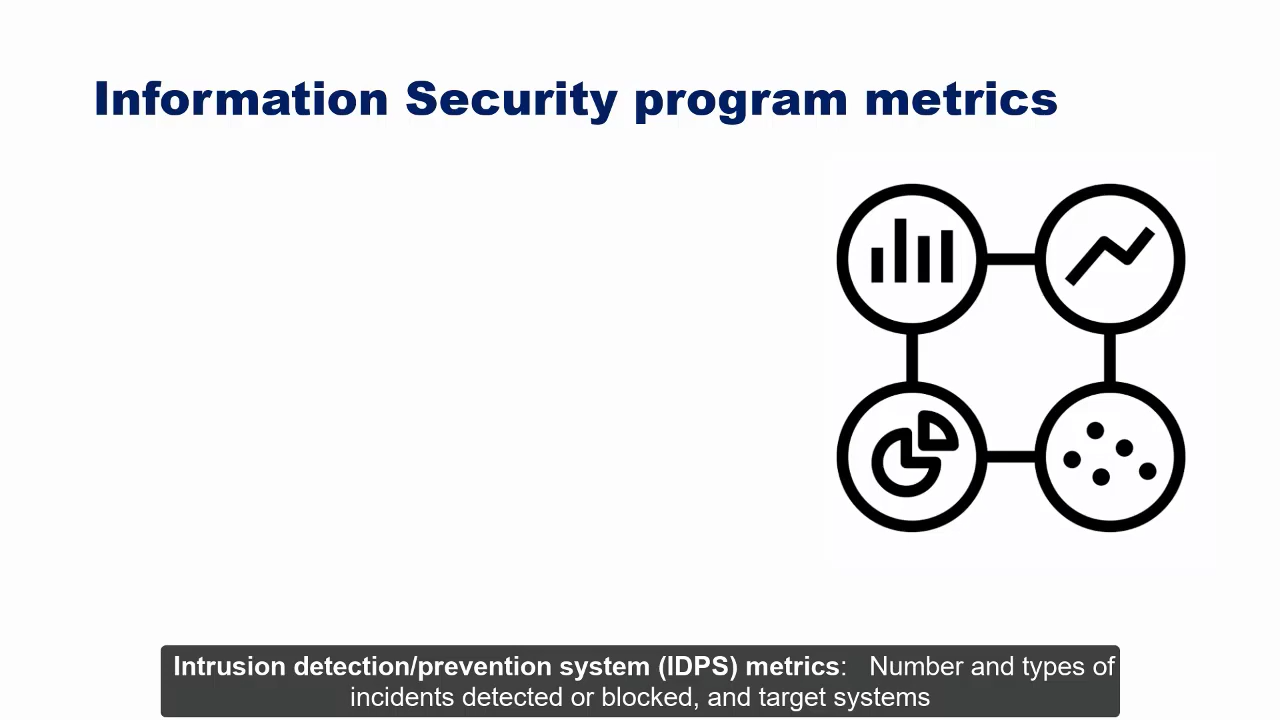 Information Security program metrics
Intrusion detection/prevention system (IDPS) metrics:   Number and types of
incidents detected or blocked, and target systems